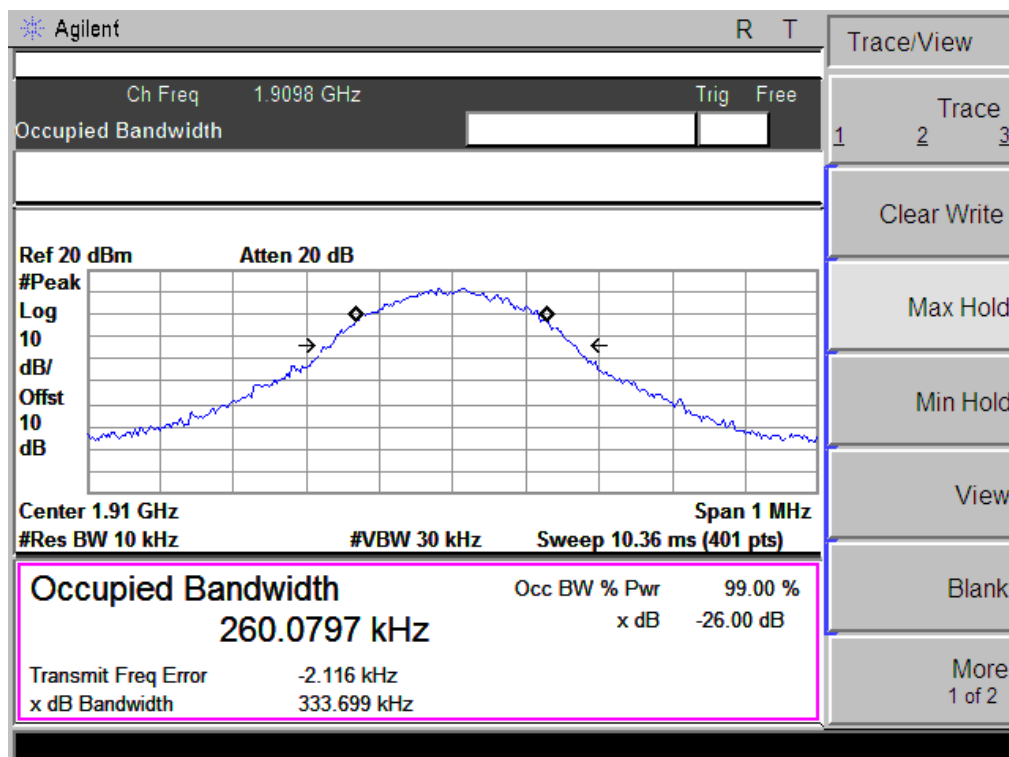 Agilent R T
Ch Freq 1.9098 GHz Trig Free
Occupied Bandwidth
Ref 20 dBm Atten 20 dB
#Peak
Log
10
dB/
Offst
10
dB
Center 1.91 GHz Span 1 MHz
#Res BW 10 kHz #VBW 30 kHz Sweep 10.36 ms (401 pts)
Occupied Bandwidth Occ BW % Pwr 99.00 %
260.0797 kHz x dB -26.00 dB
Transmit Freq Error -2.116 kHz
x dB Bandwidth 333.699 kHz
Trace/View
Trace
1 2 3
Clear Write
Max Hold
Min Hold
View
Blank
More
1 of 2